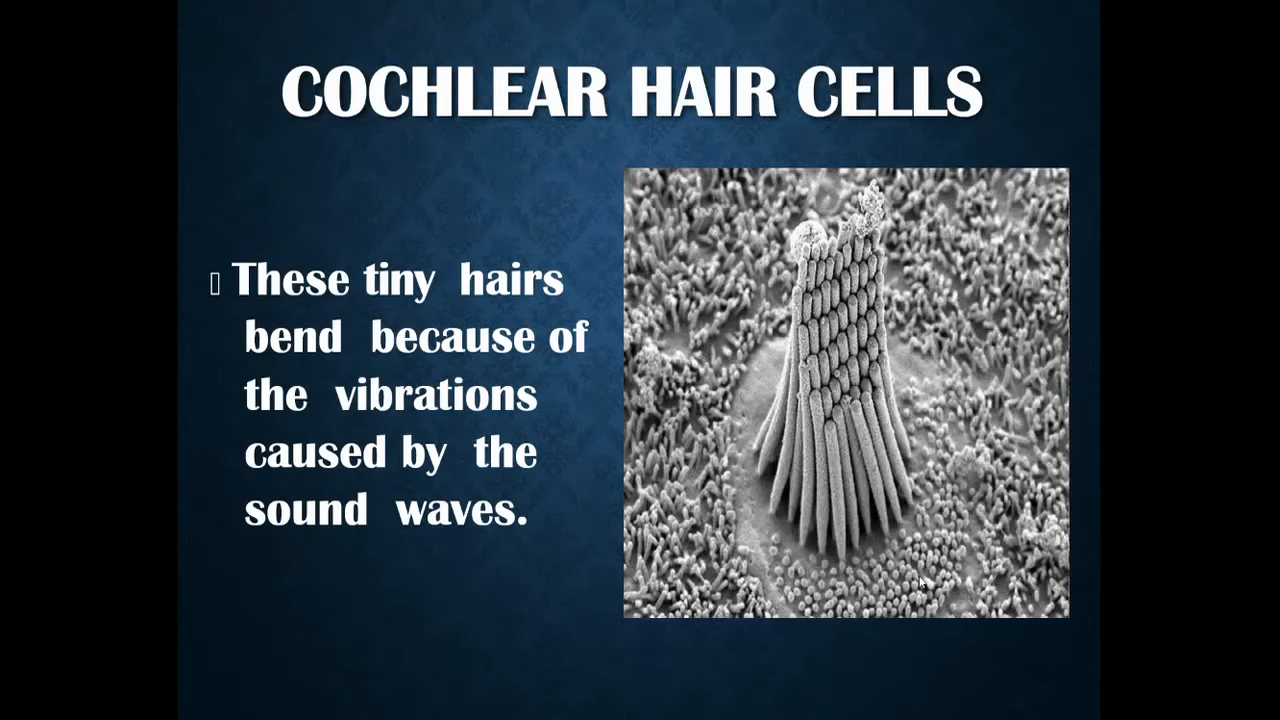 COCHLEAR HAIR CELLS
These tiny hairs
bend because of
the vibrations
caused by the
sound waves.